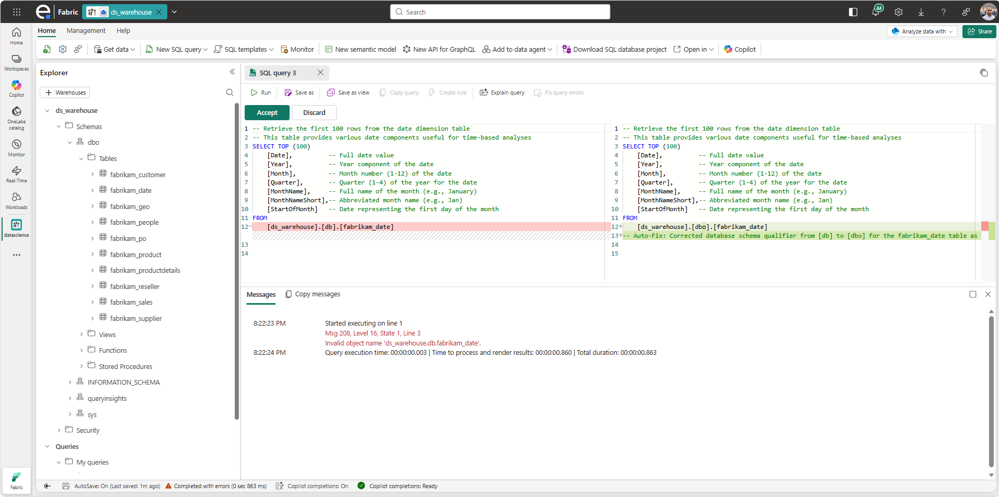 Fabric ds_warehouse Search 44
Home Management Help Analyze data with Share
Get data New SQL query SQL templates Monitor New semantic model New API for GraphQL Add to data agent Download SQL database project Open in Copilot
Home
Workspaces
Copilot
OneLake
catalog
Monitor
Real-Time
Workloads
datascience
Fabric
Explorer
Warehouses
ds_warehouse
Schemas
dbo
Tables
fabrikam_customer
fabrikam_date
fabrikam_geo
fabrikam_people
fabrikam_po
fabrikam_product
fabrikam_productdetails
fabrikam_reseller
fabrikam_sales
fabrikam_supplier
Views
Functions
Stored Procedures
INFORMATION_SCHEMA
queryinsights
sys
Security
Queries
My queries
SQL query 3
Run Save as Save as view Copy query Create rule Explain query Fix query errors
Accept Discard
1 -- Retrieve the first 100 rows from the date dimension table
2 -- This table provides various date components useful for time-based analyses
3 SELECT TOP (100)
4 [Date], -- Full date value
5 [Year], -- Year component of the date
6 [Month], -- Month number (1-12) of the date
7 [Quarter], -- Quarter (1-4) of the year for the date
8 [MonthName], -- Full name of the month (e.g., January)
9 [MonthNameShort],-- Abbreviated month name (e.g., Jan)
10 [StartOfMonth] -- Date representing the first day of the month
11 FROM
12- [ds_warehouse].[db].[fabrikam_date]
13
14
1 -- Retrieve the first 100 rows from the date dimension table
2 -- This table provides various date components useful for time-based analyses
3 SELECT TOP (100)
4 [Date], -- Full date value
5 [Year], -- Year component of the date
6 [Month], -- Month number (1-12) of the date
7 [Quarter], -- Quarter (1-4) of the year for the date
8 [MonthName], -- Full name of the month (e.g., January)
9 [MonthNameShort],-- Abbreviated month name (e.g., Jan)
10 [StartOfMonth] -- Date representing the first day of the month
11 FROM
12+ [ds_warehouse].[dbo].[fabrikam_date]
13+ -- Auto-Fix: Corrected database schema qualifier from [db] to [dbo] for the fabrikam_date table as
14
15
Messages Copy messages
8:22:23 PM Started executing on line 1
Msg 208, Level 16, State 1, Line 3
Invalid object name 'ds_warehouse.db.fabrikam_date'.
8:22:24 PM Query execution time: 00:00:00.003 | Time to process and render results: 00:00:00.860 | Total duration: 00:00:00.863
AutoSave: On (Last saved: 1m ago) Completed with errors (0 sec 863 ms) Copilot completions: On Copilot completions: Ready